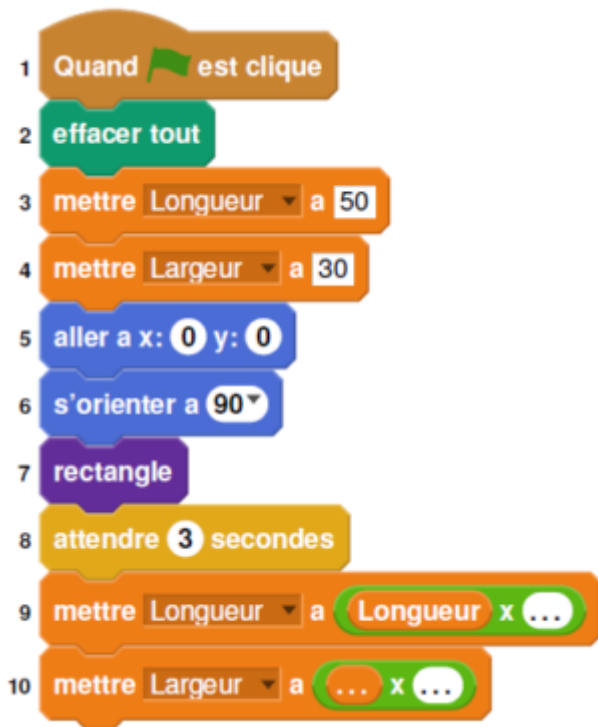 1 Quand est clique
2 effacer tout
3 mettre Longueur a 50
4 mettre Largeur a 30
5 aller a x: 0 y: 0
6 s'orienter a 90
7 rectangle
8 attendre 3 secondes
9 mettre Longueur a Longueur x ...
10 mettre Largeur a ... x ...